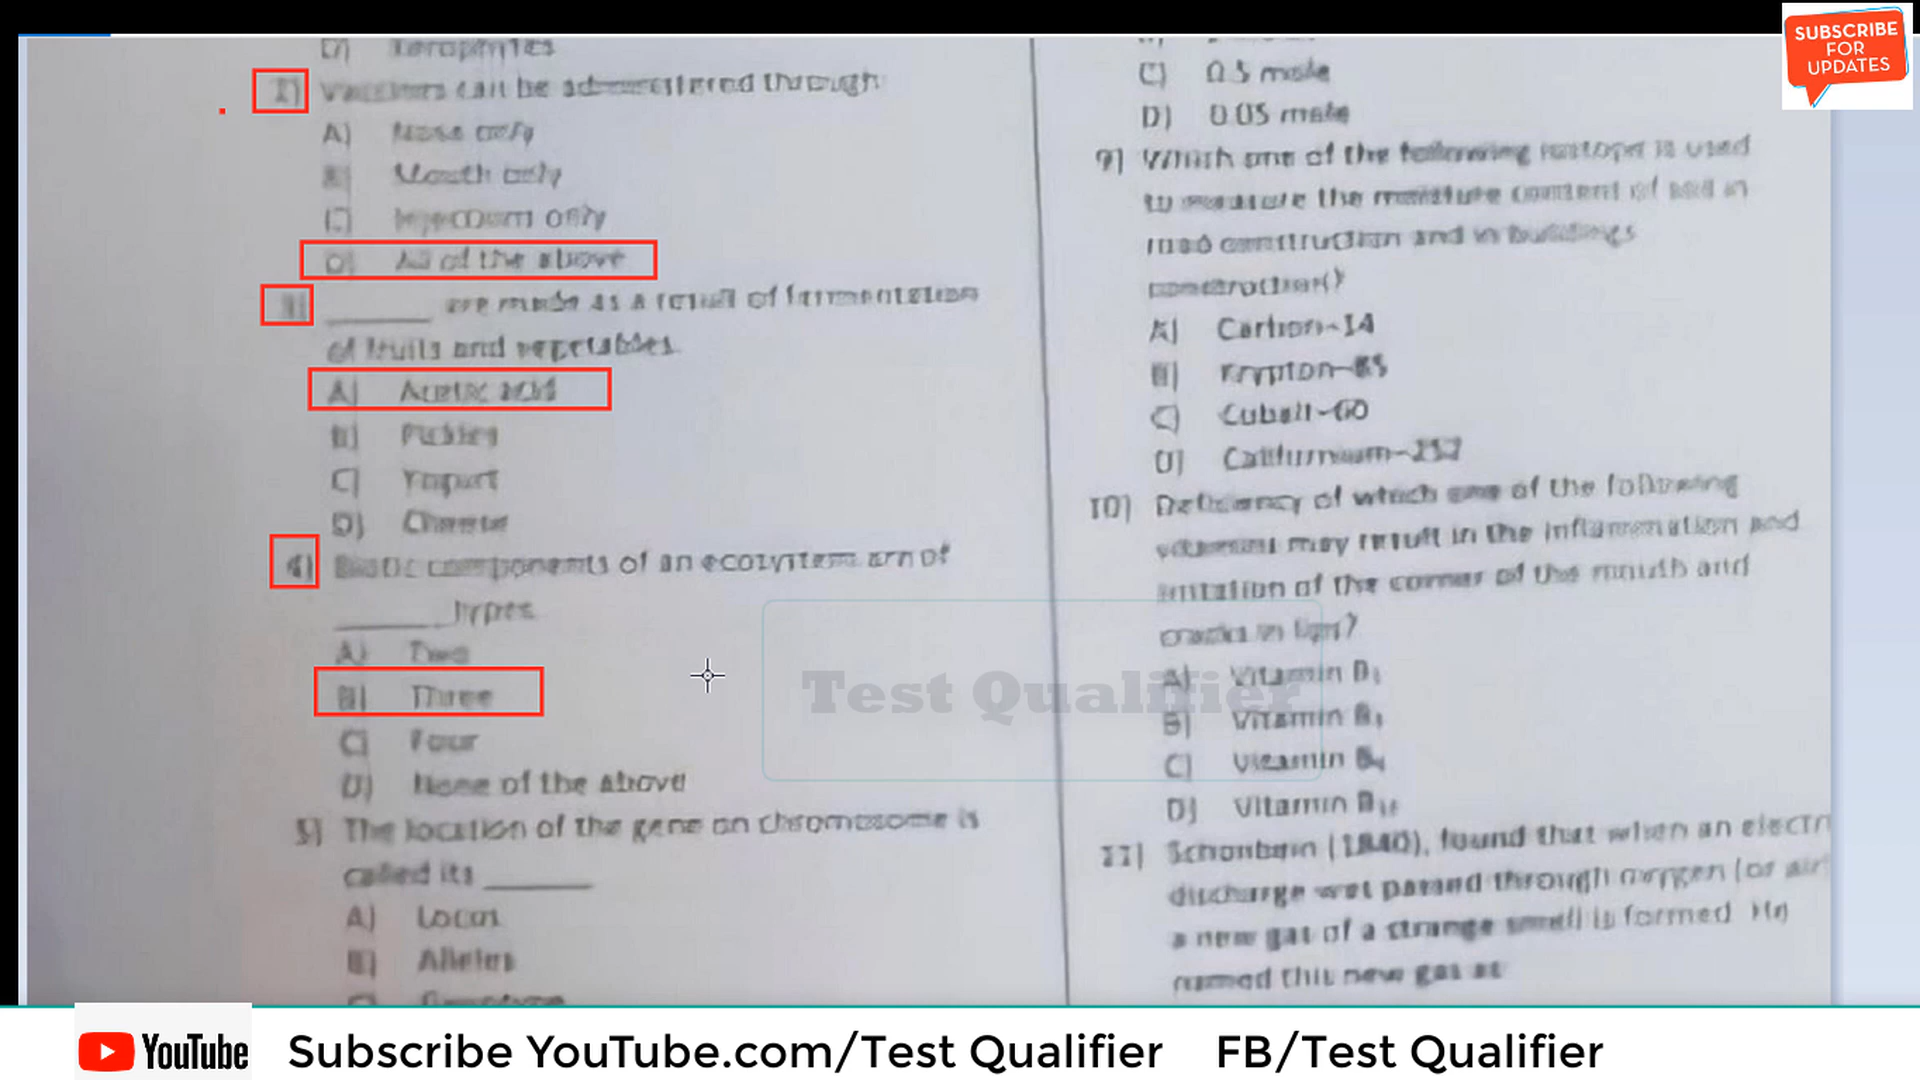 D) Xerophytes
2) Vaccines can be administered through
A) Nose only
B) Mouth only
C) Injection only
D) All of the above
3) ______ are made as a result of fermentation
of fruits and vegetables
A) Acetic acid
B) Pickles
C) Yogurt
D) Cheese
4) Biotic components of an ecosystem are of
______ types
A) Two
B) Three
C) Four
D) None of the above
5) The location of the gene on chromosome is
called its ______
A) Locus
B) Alleles
C)
C) 0.5 mole
D) 0.05 mole
9) Which one of the following isotope is used
to measure the moisture content of soil in
road construction and in buildings
construction?
A) Carbon-14
B) Krypton-85
C) Cobalt-60
D) Californium-252
10) Deficiency of which one of the following
vitamins may result in the inflammation and
irritation of the corner of the mouth and
cracks in lips?
A) Vitamin
B) Vitamin
C) Vitamin
D) Vitamin
11) Schonbein (1840), found that when an electr
discharge was passed through oxygen (or air
a new gas of a strange smell is formed He
named this new gas as
Test Qualifier
SUBSCRIBE
FOR
UPDATES
YouTube Subscribe YouTube.com/Test Qualifier FB/Test Qualifier